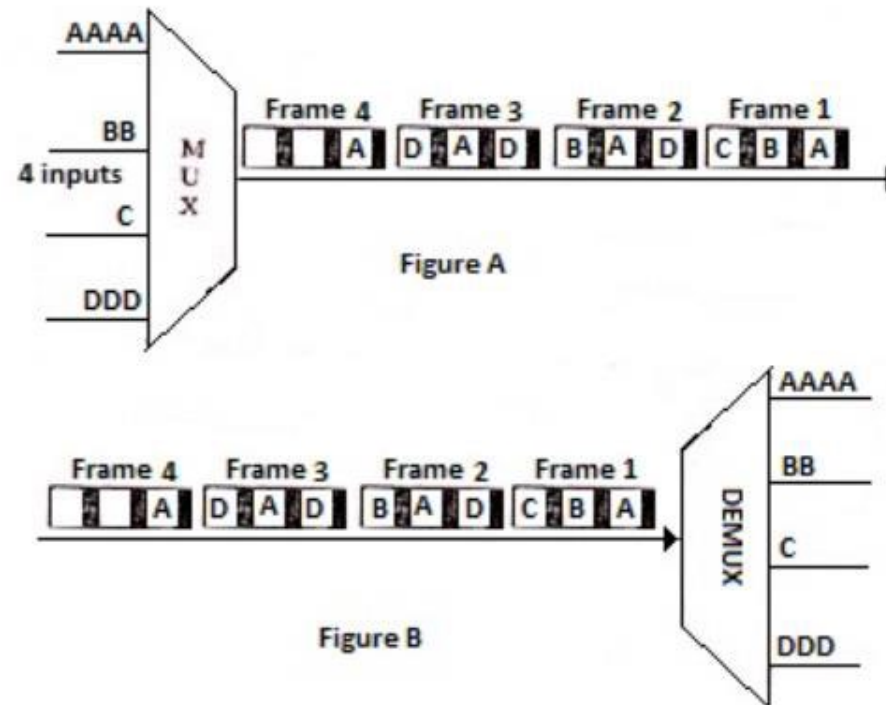 AAAA
Frame 4 Frame 3 Frame 2 Frame 1
BB
A D A D B A D C B A
4 inputs
MUX
C
Figure A
DDD
AAAA
Frame 4 Frame 3 Frame 2 Frame 1
BB
A D A D B A D C B A
DEMUX
C
Figure B
DDD